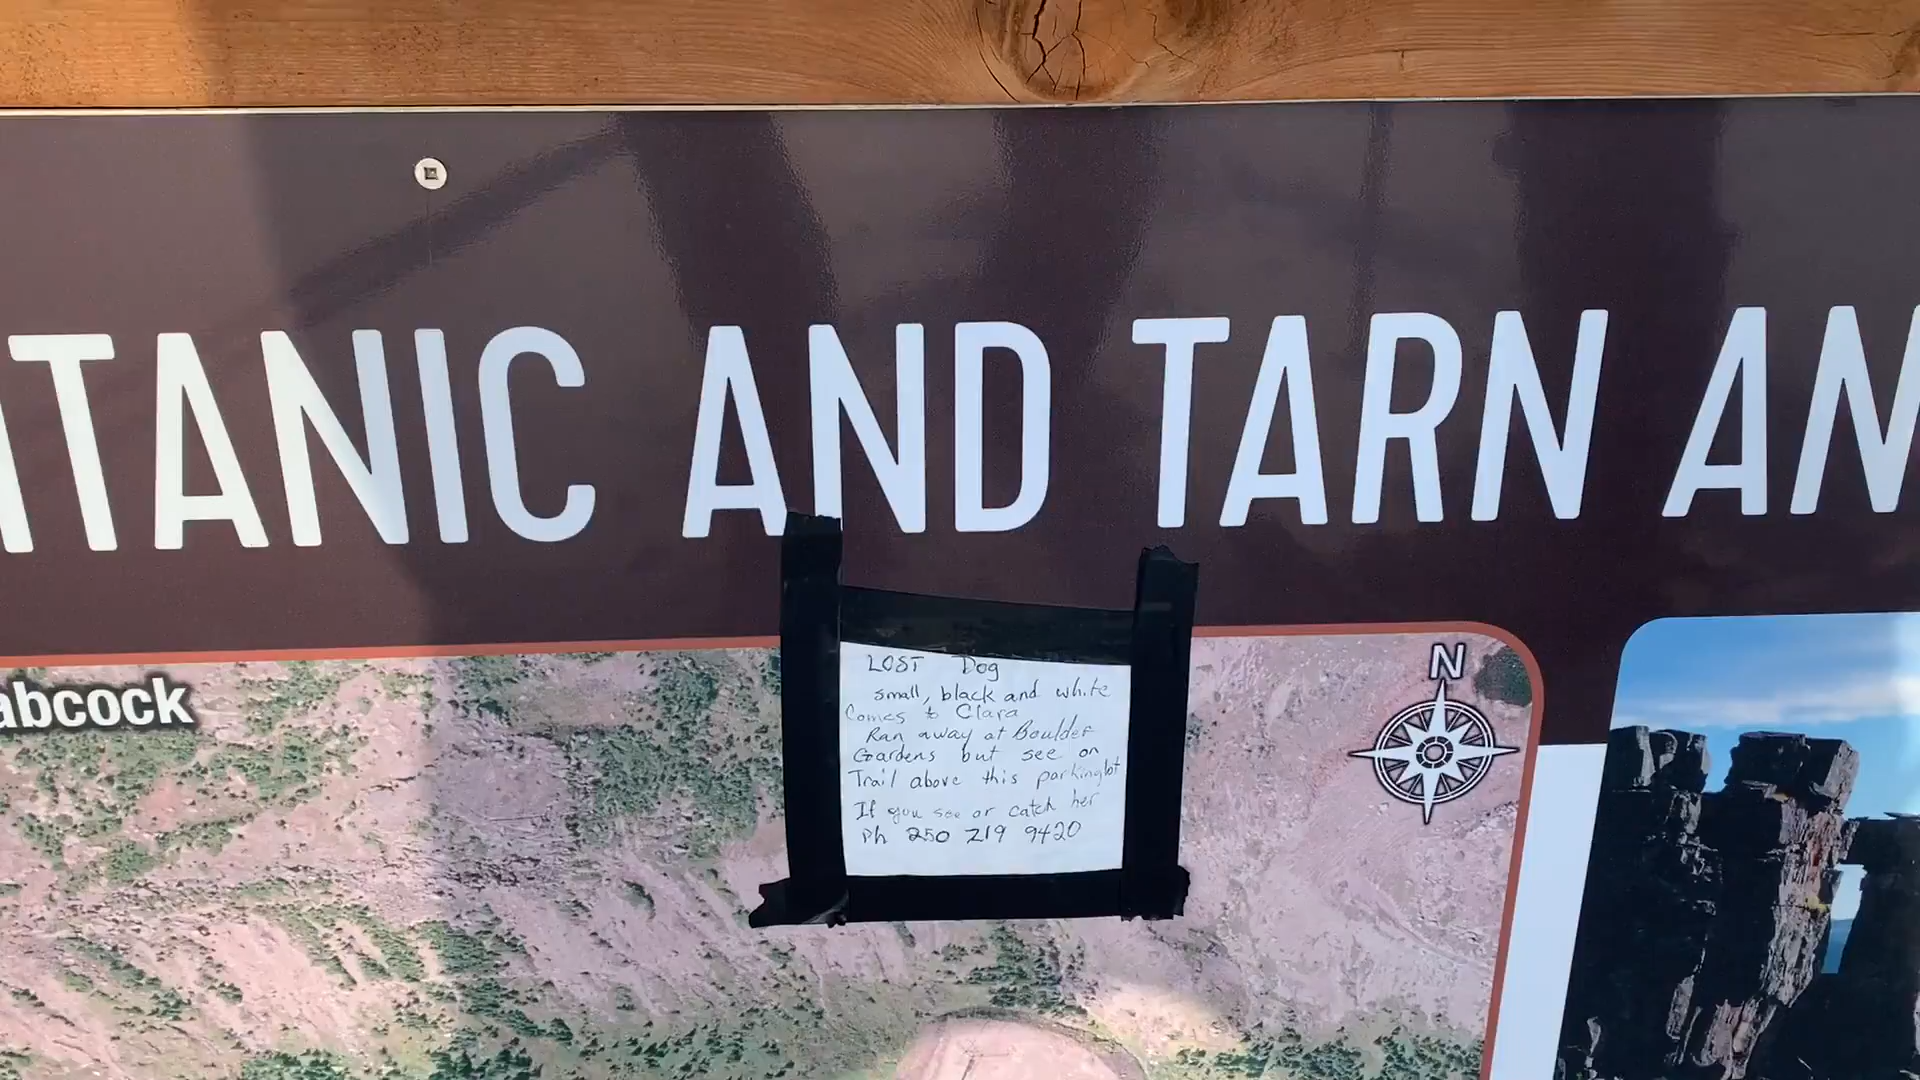 TANIC AND TARN AN
abcock
N
LOST Dog
small, black and white
Comes to Clara
Ran away at Boulder
Gardens but see on
Trail above this parkinglot
If you see or catch her
Ph 250 219 9420